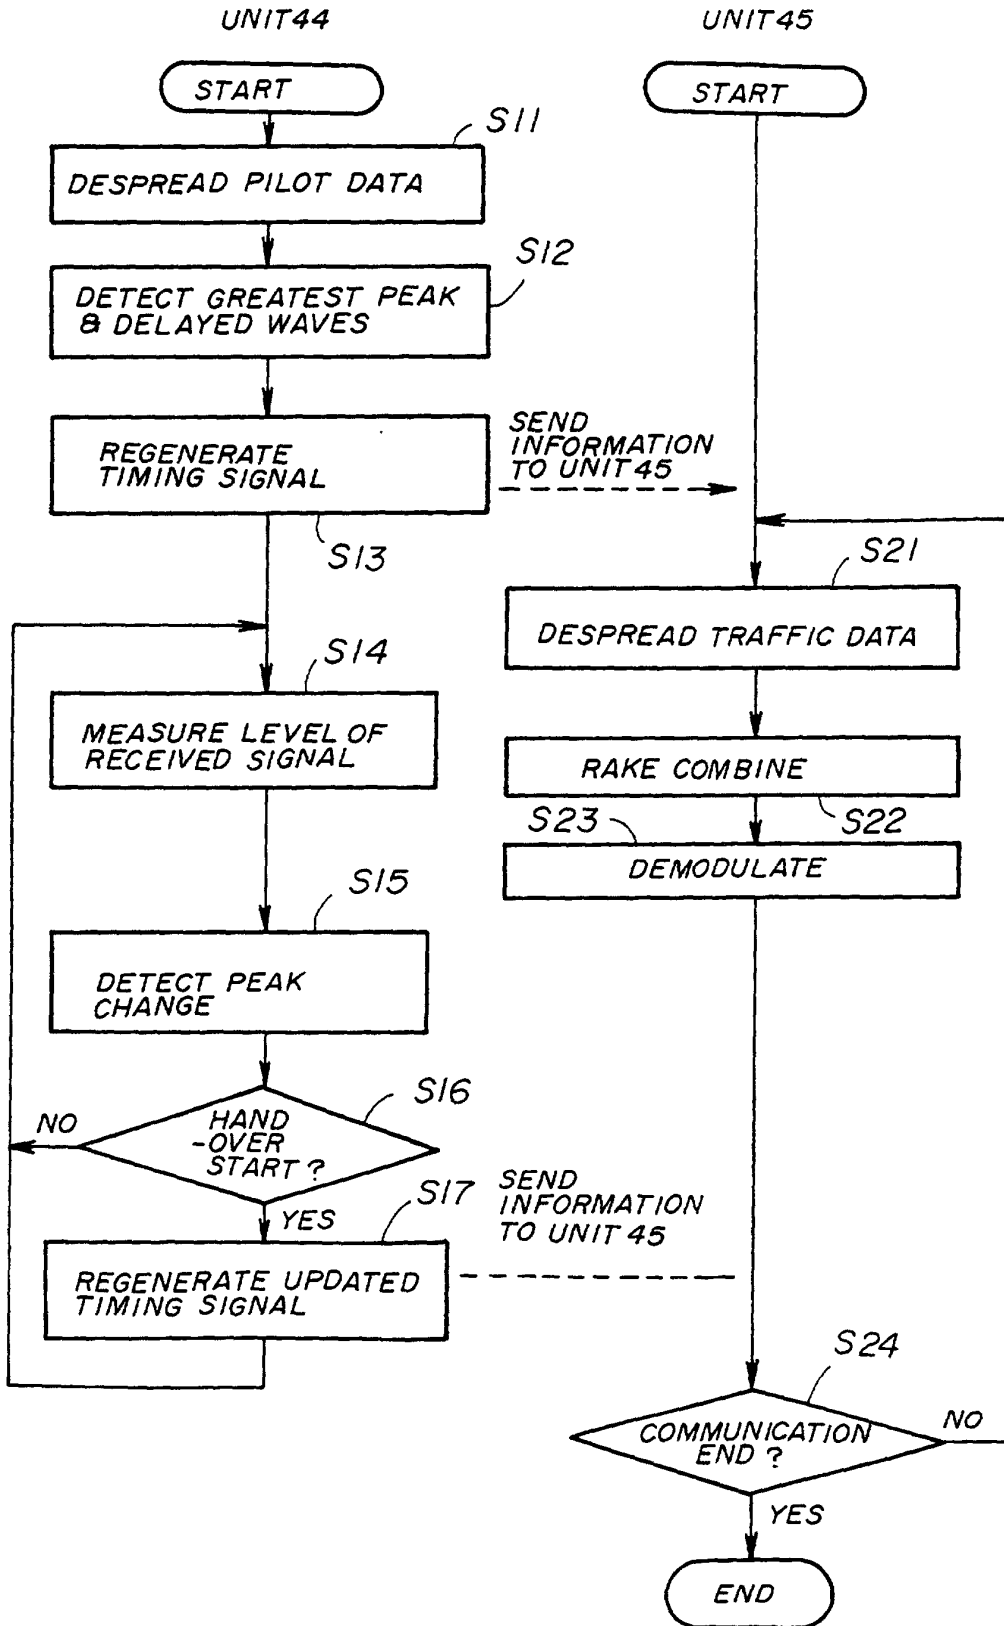 UNIT44
START
S11
DESPREAD PILOT DATA
S12
DETECT GREATEST PEAK
& DELAYED WAVES
REGENERATE
TIMING SIGNAL
S13
SEND
INFORMATION
TO UNIT45
S14
MEASURE LEVEL OF
RECEIVED SIGNAL
S15
DETECT PEAK
CHANGE
S16
HAND
-OVER
START?
NO
YES
S17
REGENERATE UPDATED
TIMING SIGNAL
SEND
INFORMATION
TO UNIT45
UNIT45
START
S21
DESPREAD TRAFFIC DATA
RAKE COMBINE
S22
S23
DEMODULATE
S24
COMMUNICATION
END?
NO
YES
END